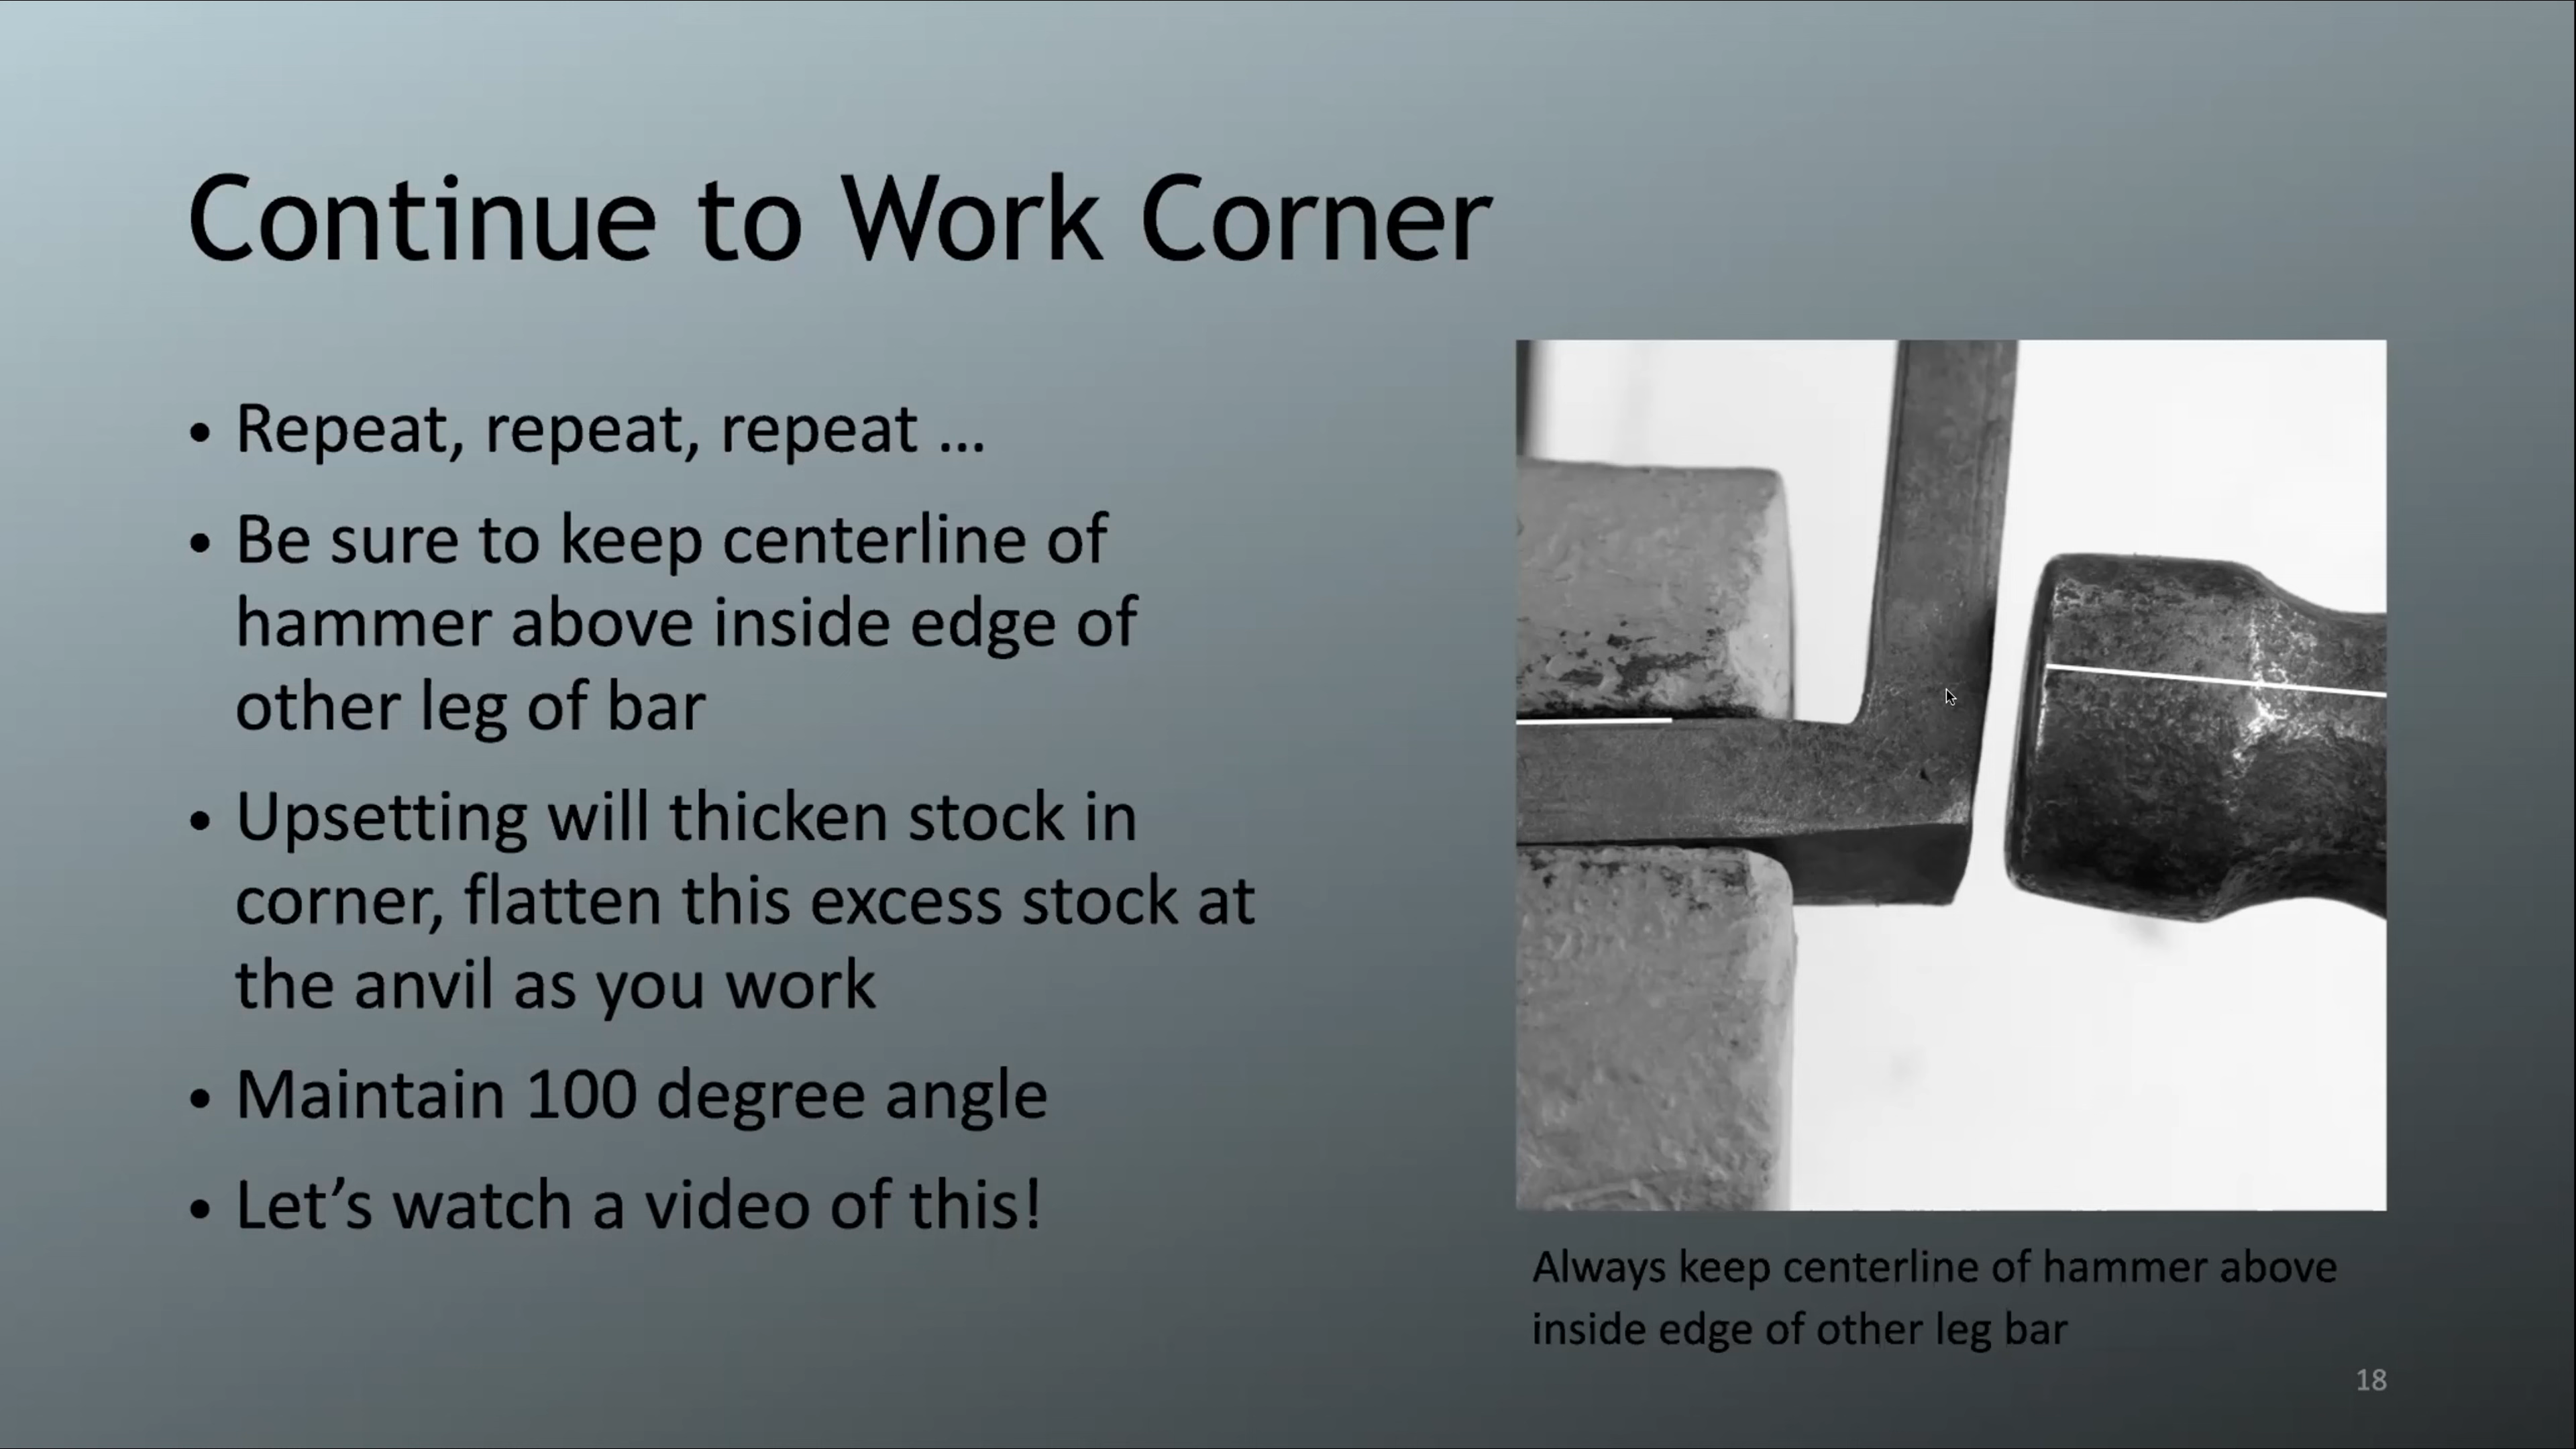 Continue to Work Corner
• Repeat, repeat, repeat ...
• Be sure to keep centerline of
hammer above inside edge of
other leg of bar
• Upsetting will thicken stock in
corner, flatten this excess stock at
the anvil as you work
• Maintain 100 degree angle
• Let’s watch a video of this!
Always keep centerline of hammer above
inside edge of other leg bar
18